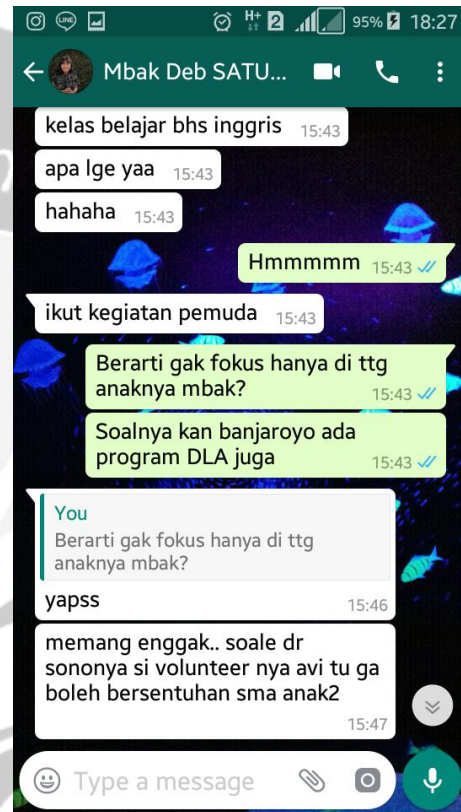 LINE H+ 2 95% 18:27
Mbak Deb SATU...
kelas belajar bhs inggris 15:43
apa lge yaa 15:43
hahaha 15:43
Hmmmmm 15:43
ikut kegiatan pemuda 15:43
Berarti gak fokus hanya di ttg
anaknya mbak? 15:43
Soalnya kan banjaroyo ada
program DLA juga 15:43
You
Berarti gak fokus hanya di ttg
anaknya mbak?
yapss 15:46
memang enggak.. soale dr
sononya si volunteer nya avi tu ga
boleh bersentuhan sma anak2
15:47
Type a message